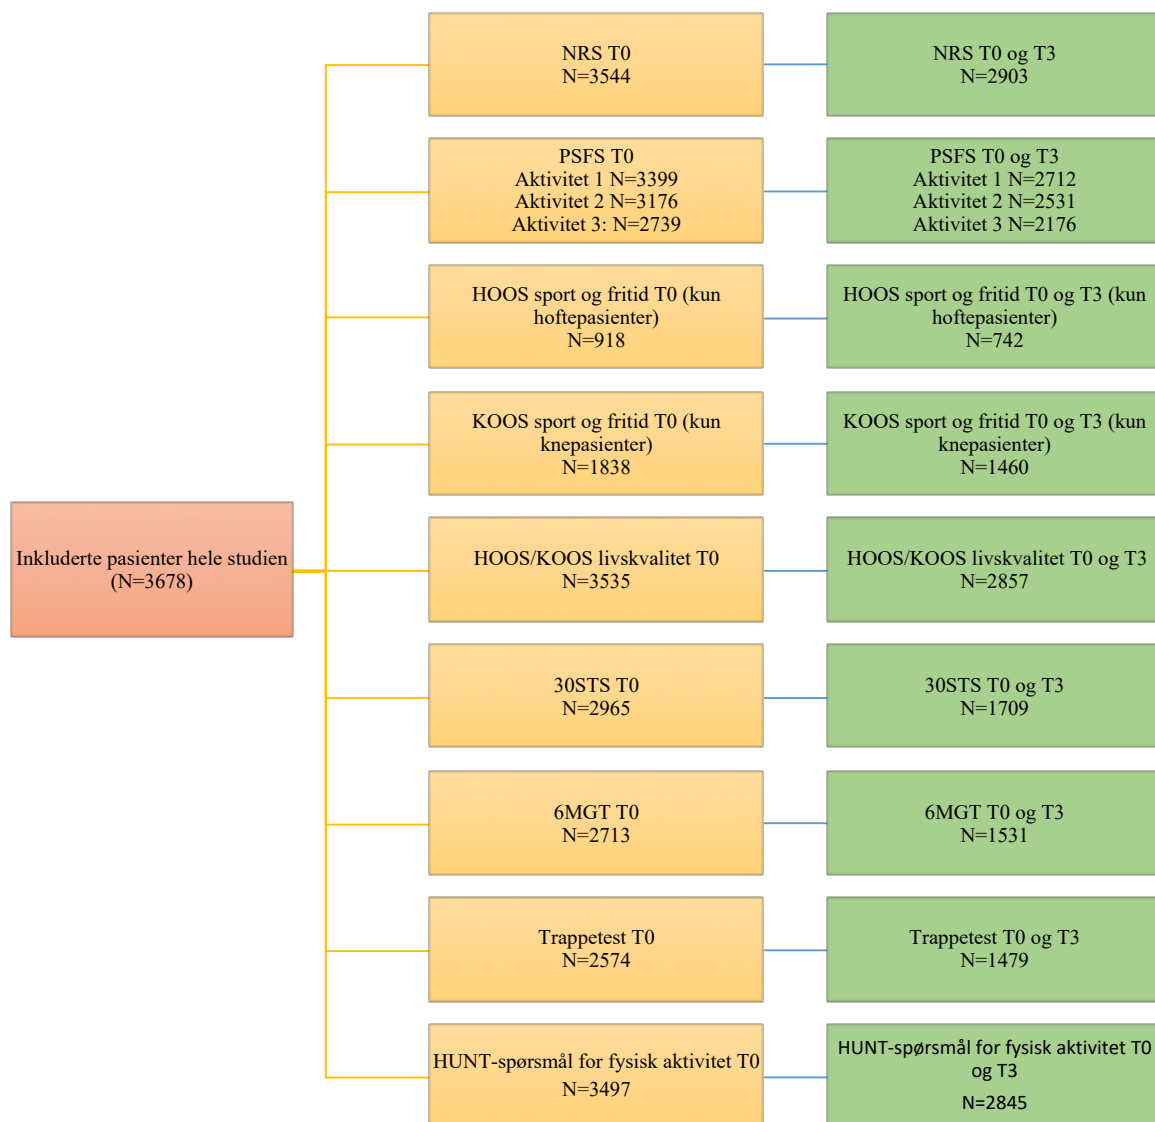 NRS T0
N=3544
NRS T0 og T3
N=2903
PSFS T0
Aktivitet 1 N=3399
Aktivitet 2 N=3176
Aktivitet 3: N=2739
PSFS T0 og T3
Aktivitet 1 N=2712
Aktivitet 2 N=2531
Aktivitet 3 N=2176
HOOS sport og fritid T0 (kun
hoftepasienter)
N=918
HOOS sport og fritid T0 og T3 (kun
hoftepasienter)
N=742
KOOS sport og fritid T0 (kun
knepasienter)
N=1838
KOOS sport og fritid T0 og T3 (kun
knepasienter)
N=1460
Inkluderte pasienter hele studien
(N=3678)
HOOS/KOOS livskvalitet T0
N=3535
HOOS/KOOS livskvalitet T0 og T3
N=2857
30STS T0
N=2965
30STS T0 og T3
N=1709
6MGT T0
N=2713
6MGT T0 og T3
N=1531
Trappetest T0
N=2574
Trappetest T0 og T3
N=1479
HUNT-spørsmål for fysisk aktivitet T0
N=3497
HUNT-spørsmål for fysisk aktivitet T0
og T3
N=2845